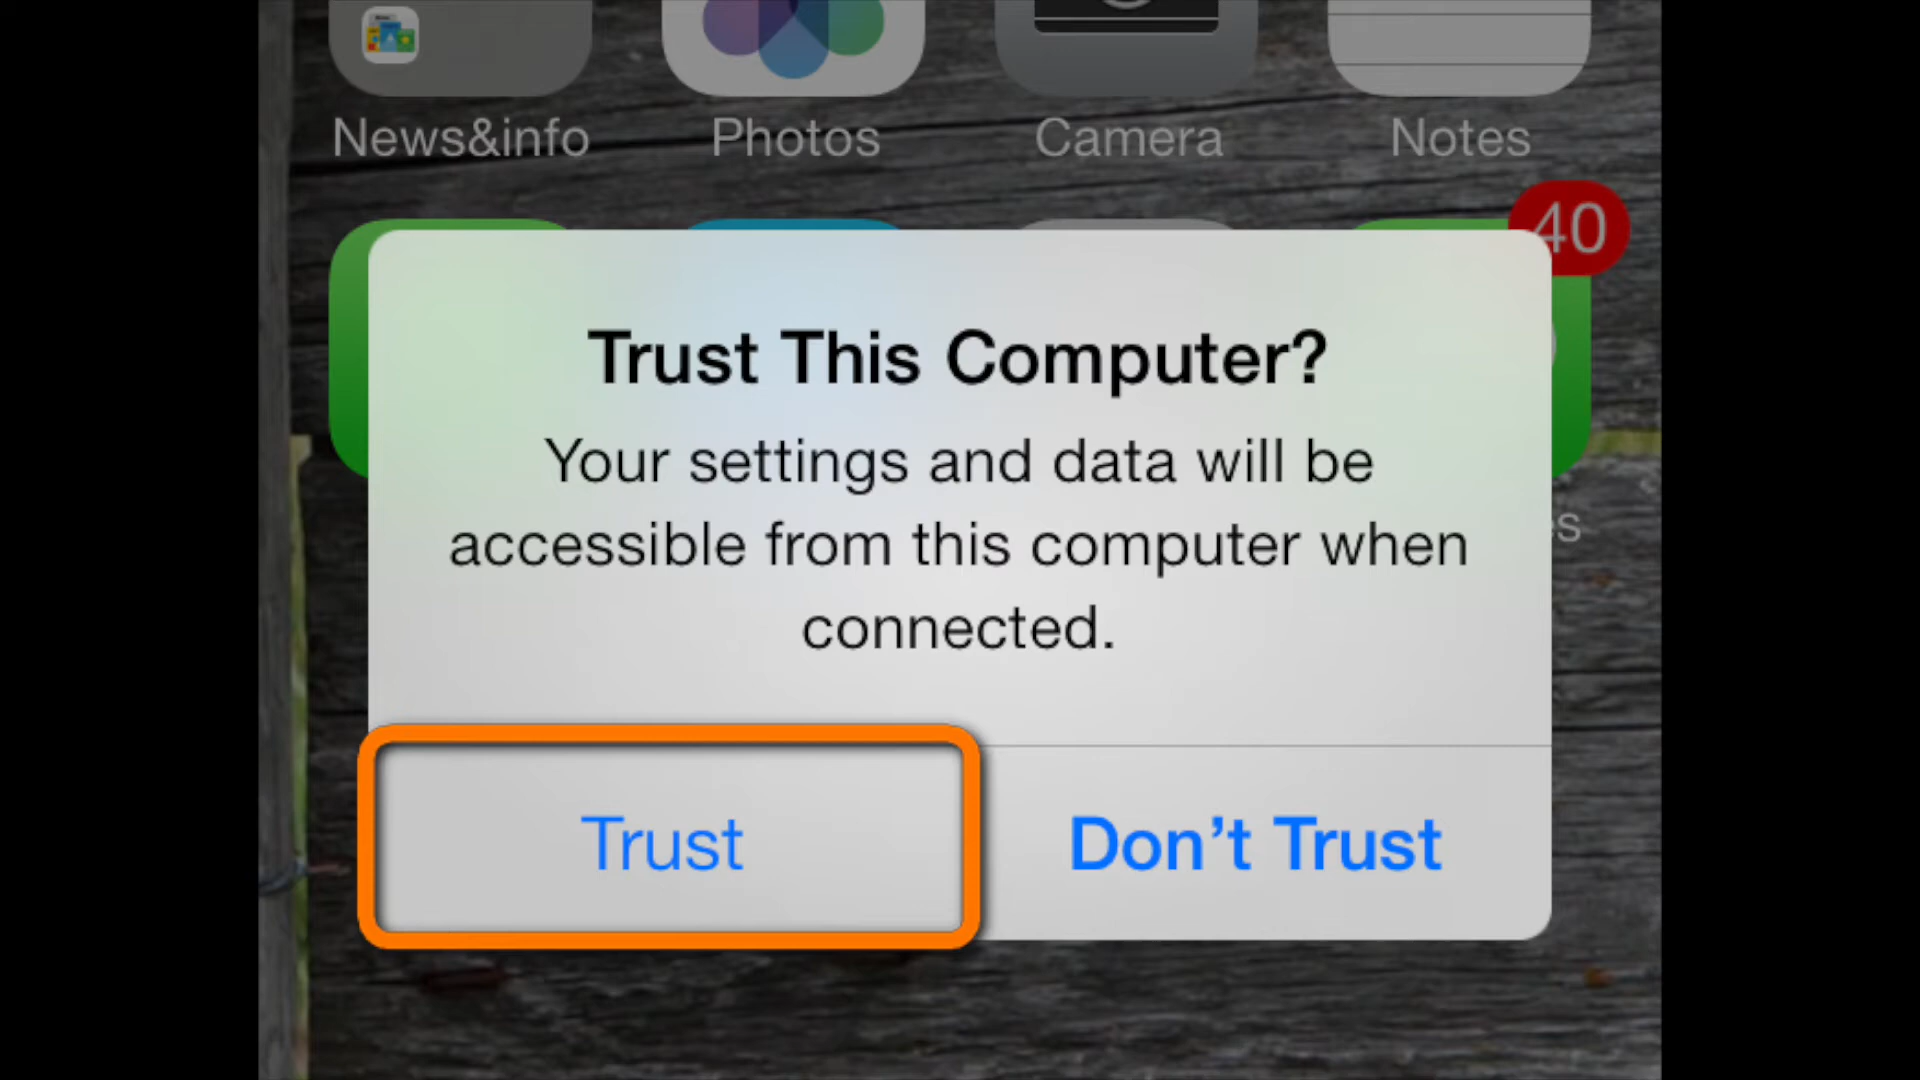 News&info Photos Camera Notes
40
Trust This Computer?
Your settings and data will be
accessible from this computer when
connected.
es
Trust Don’t Trust